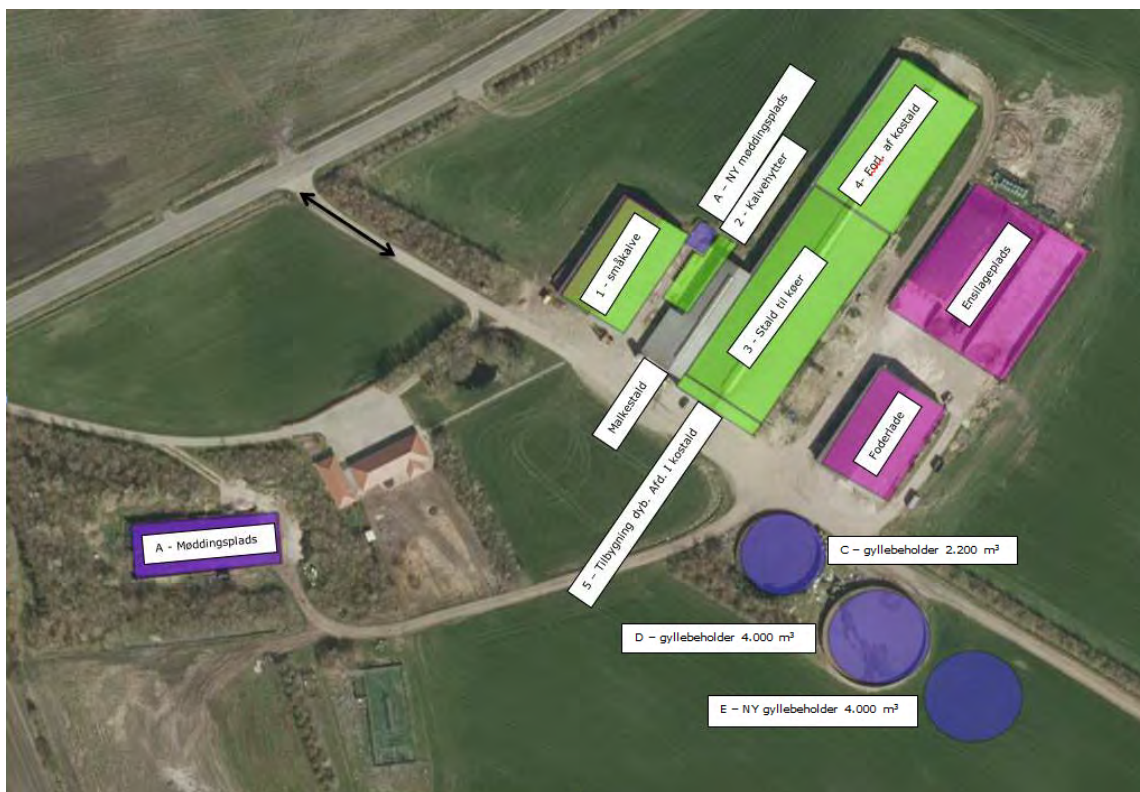 A – NY møddingsplads
2 - Kalvehytter
4- Forl. af kostald
1 - småkalve
Ensilageplads
3 - Stald til køer
Malkestald
Foderlade
5 – Tilbygning dyb. Afd. I kostald
A - Møddingsplads
C – gyllebeholder 2.200 m³
D – gyllebeholder 4.000 m³
E – NY gyllebeholder 4.000 m³